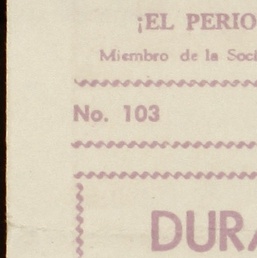 ¡EL PERIO
Miembro de la Soci
No. 103
DURA